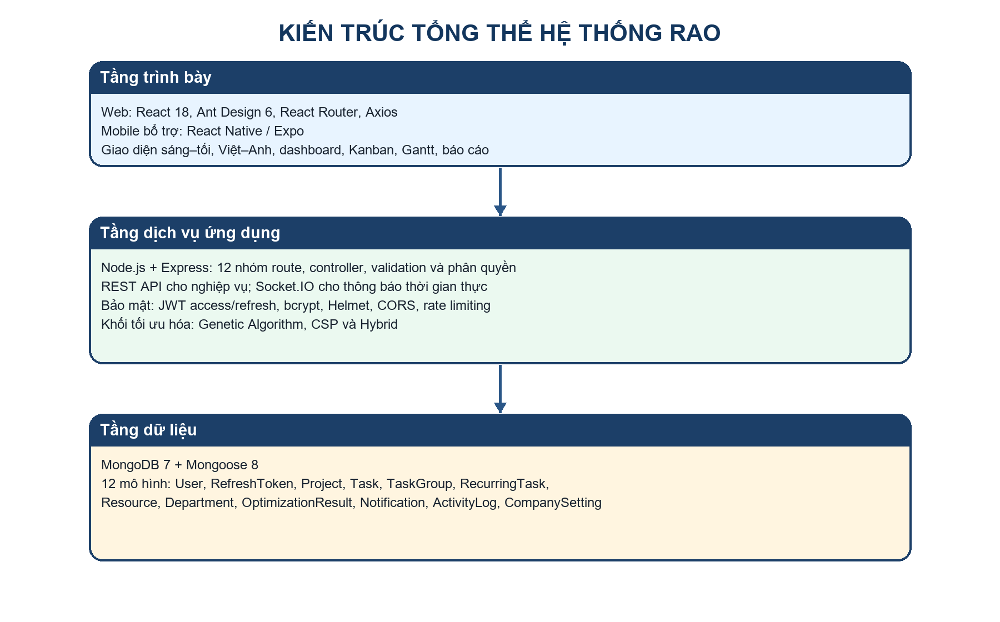 KIẾN TRÚC TỔNG THỂ HỆ THỐNG RAO
Tầng trình bày
Web: React 18, Ant Design 6, React Router, Axios
Mobile bổ trợ: React Native / Expo
Giao diện sáng–tối, Việt–Anh, dashboard, Kanban, Gantt, báo cáo
Tầng dịch vụ ứng dụng
Node.js + Express: 12 nhóm route, controller, validation và phân quyền
REST API cho nghiệp vụ; Socket.IO cho thông báo thời gian thực
Bảo mật: JWT access/refresh, bcrypt, Helmet, CORS, rate limiting
Khối tối ưu hóa: Genetic Algorithm, CSP và Hybrid
Tầng dữ liệu
MongoDB 7 + Mongoose 8
12 mô hình: User, RefreshToken, Project, Task, TaskGroup, RecurringTask,
Resource, Department, OptimizationResult, Notification, ActivityLog, CompanySetting